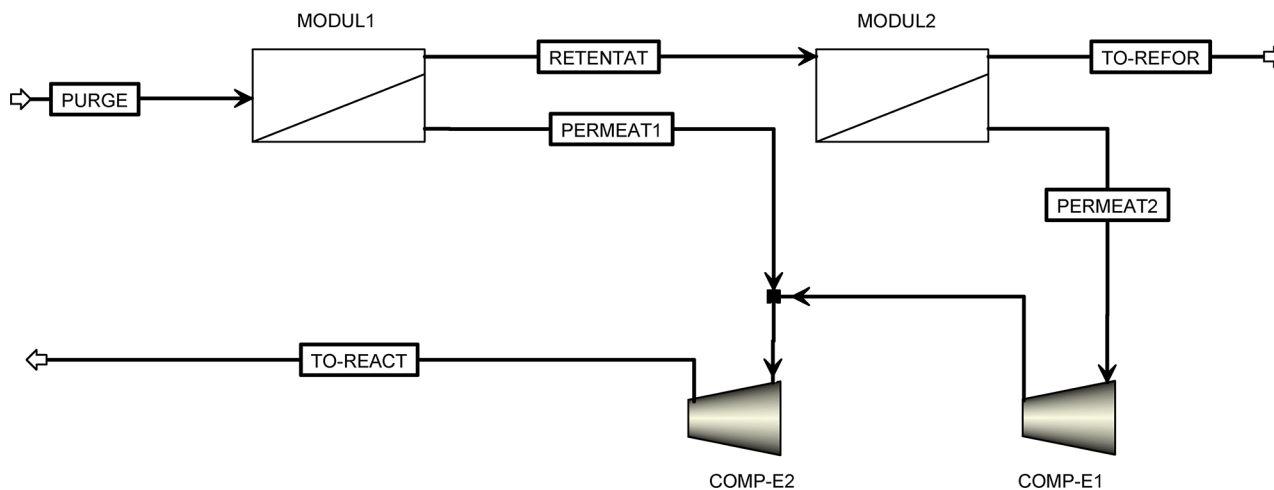 MODUL1
MODUL2
RETENTAT
TO-REFOR
PURGE
PERMEAT1
PERMEAT2
TO-REACT
COMP-E2
COMP-E1